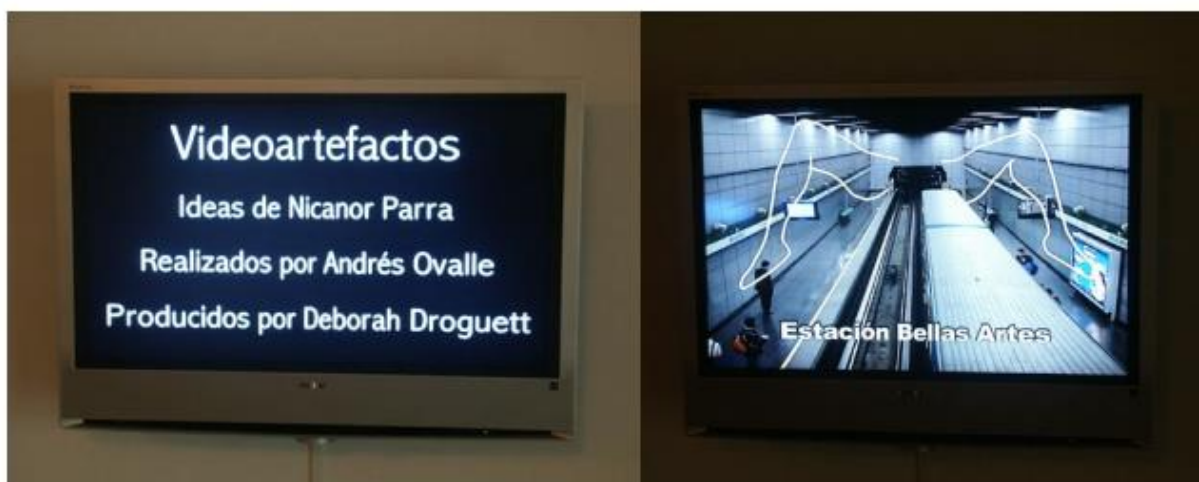 Videoartefactos
Ideas de Nicanor Parra
Realizados por Andrés Ovalle
Producidos por Deborah Droguett
Estación Bellas Artes